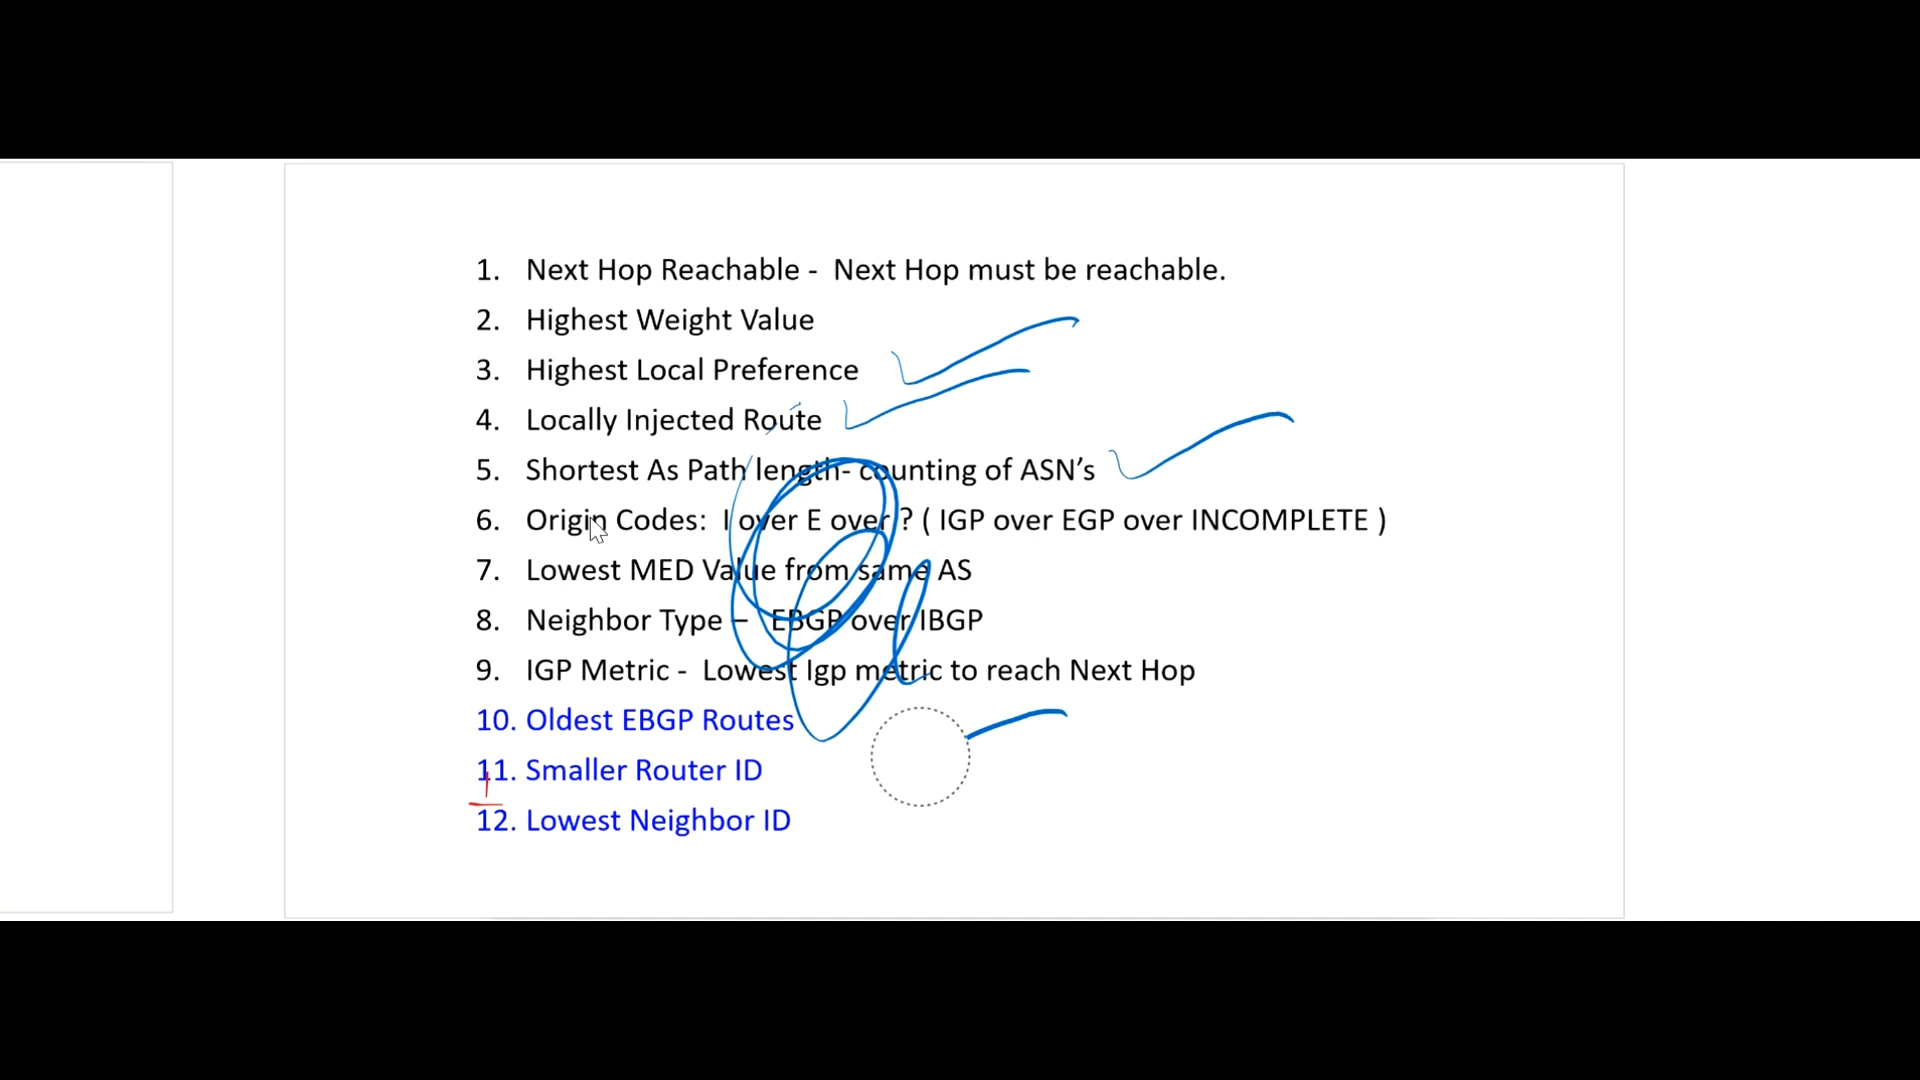 1. Next Hop Reachable - Next Hop must be reachable.
2. Highest Weight Value
3. Highest Local Preference
4. Locally Injected Route
5. Shortest As Path length- counting of ASN’s
6. Origin Codes: I over E over ? ( IGP over EGP over INCOMPLETE )
7. Lowest MED Value from same AS
8. Neighbor Type – EBGP over IBGP
9. IGP Metric - Lowest Igp metric to reach Next Hop
10. Oldest EBGP Routes
11. Smaller Router ID
12. Lowest Neighbor ID